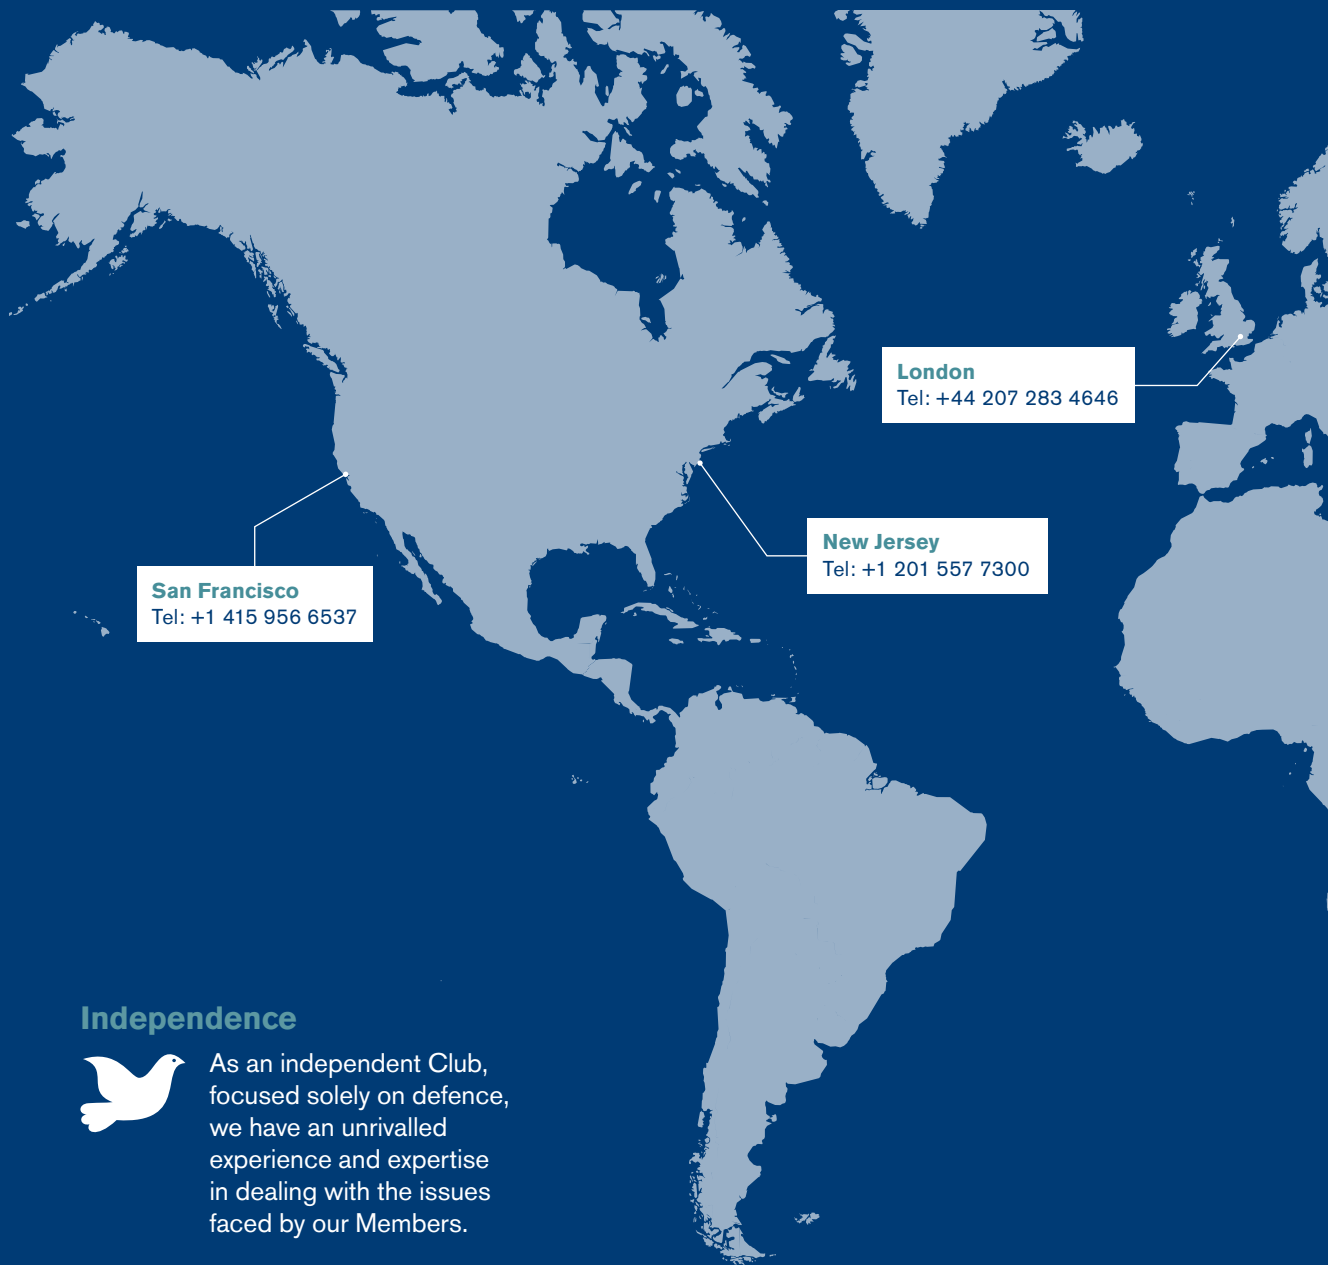 London
Tel: +44 207 283 4646
New Jersey
Tel: +1 201 557 7300
San Francisco
Tel: +1 415 956 6537
Independence
As an independent Club,
focused solely on defence,
we have an unrivalled
experience and expertise
in dealing with the issues
faced by our Members.